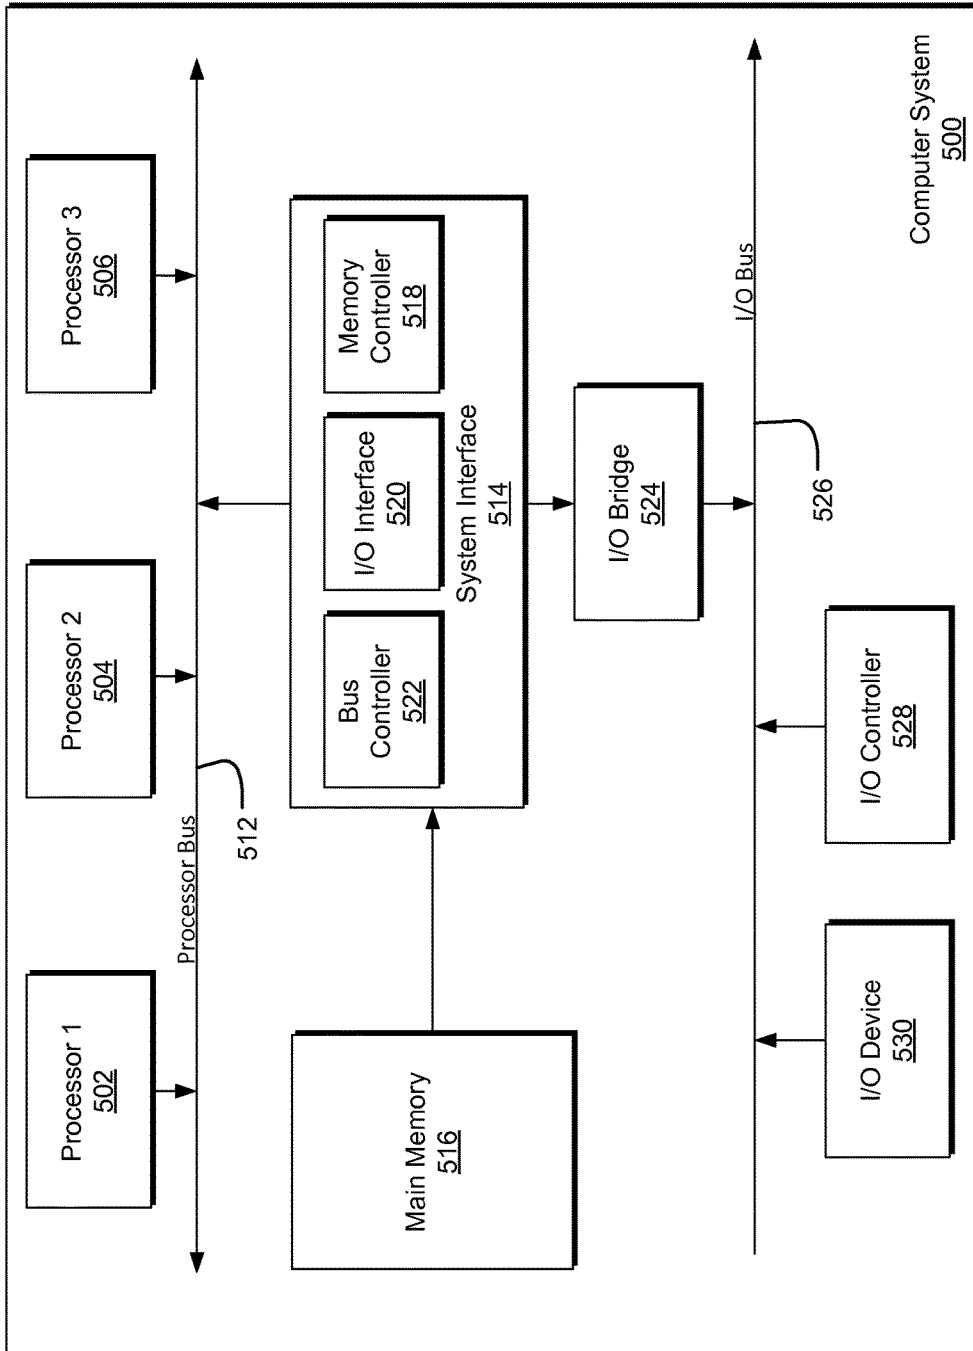 Processor 1
502
Processor 2
504
Processor 3
506
Processor Bus
512
Main Memory
516
Bus
Controller
522
I/O Interface
520
Memory
Controller
518
System Interface
514
I/O Bridge
524
I/O Bus
526
I/O Device
530
I/O Controller
528
Computer System
500